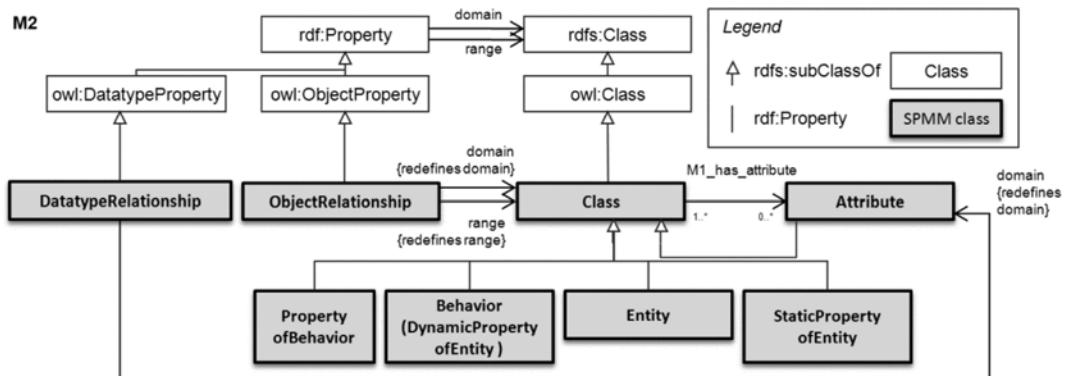 M2
domain
rdf:Property
rdfs:Class
range
owl:DatatypeProperty
owl:ObjectProperty
owl:Class
Legend
rdfs:subClassOf
Class
rdf:Property
SPMM class
domain
{redefines domain}
M1_has_attribute
domain
{redefines
domain}
DatatypeRelationship
ObjectRelationship
Class
Attribute
1..*
0..*
range
{redefines range}
Property
ofBehavior
Behavior
(DynamicProperty
ofEntity )
Entity
StaticProperty
ofEntity